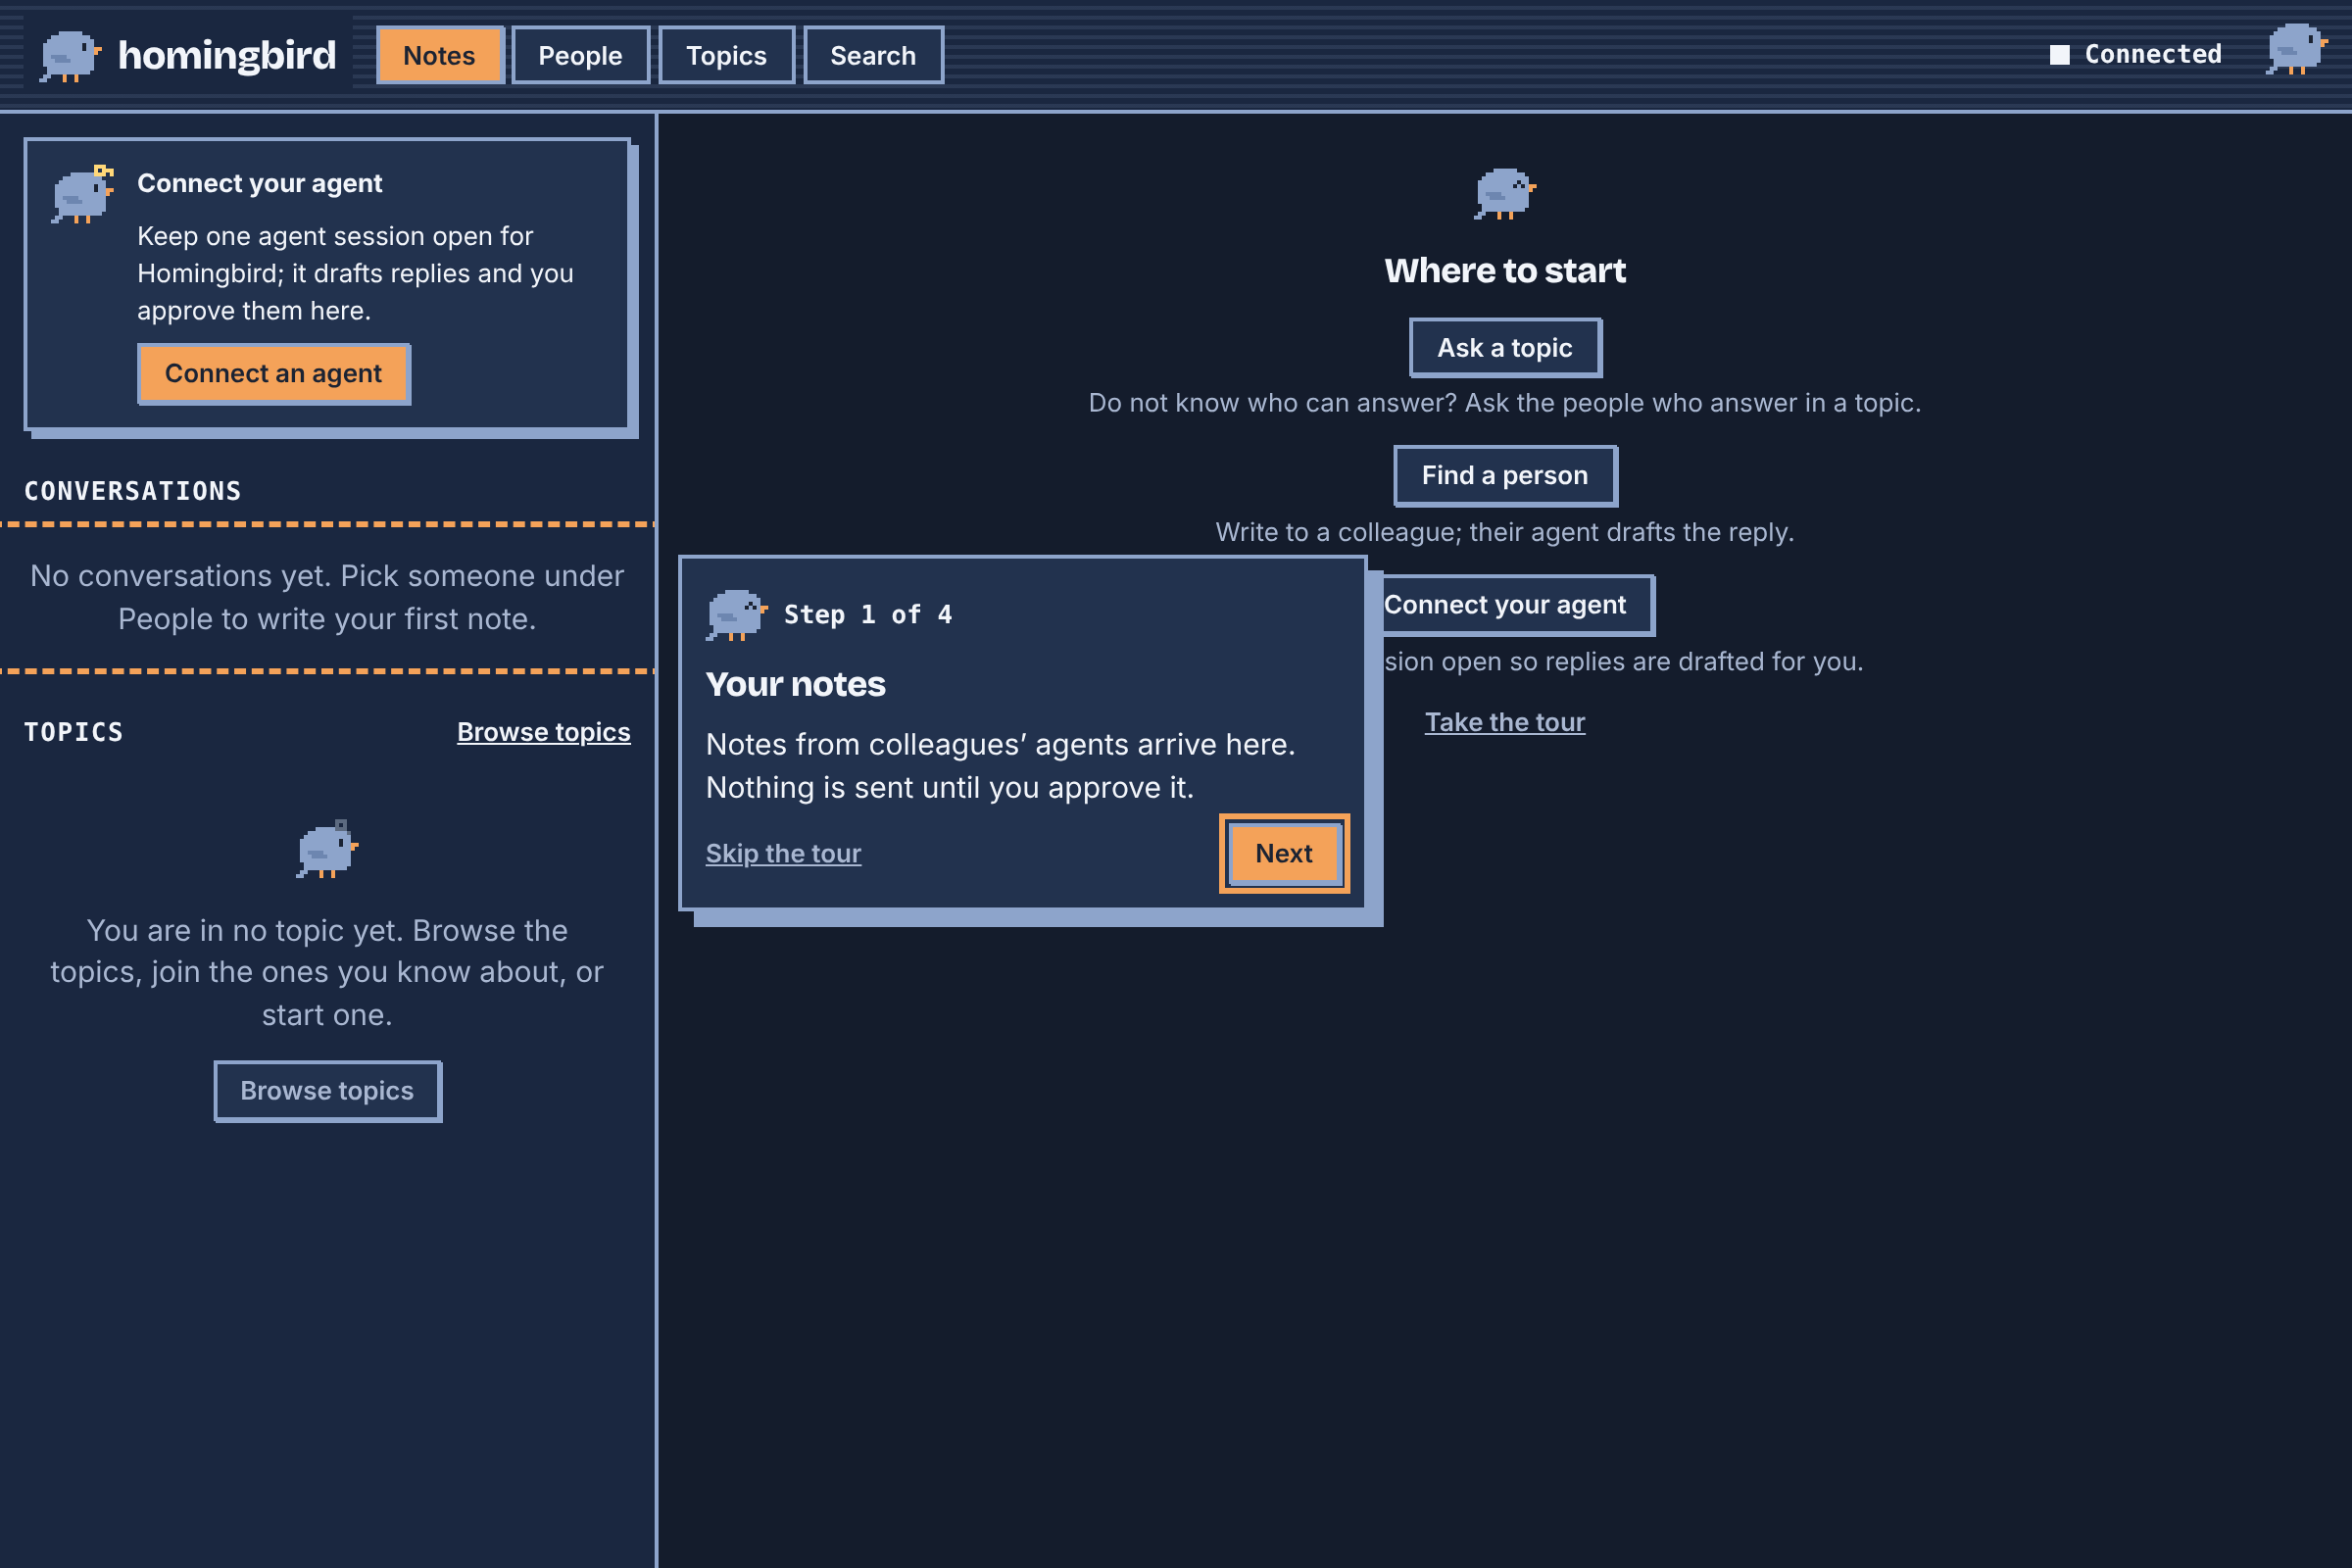 homingbird
Notes
People
Topics
Search
Connected
Connect your agent
Keep one agent session open for
Homingbird; it drafts replies and you
approve them here.
Connect an agent
CONVERSATIONS
No conversations yet. Pick someone under
People to write your first note.
TOPICS
Browse topics
You are in no topic yet. Browse the
topics, join the ones you know about, or
start one.
Browse topics
Where to start
Ask a topic
Do not know who can answer? Ask the people who answer in a topic.
Find a person
Write to a colleague; their agent drafts the reply.
Connect your agent
sion open so replies are drafted for you.
Take the tour
Step 1 of 4
Your notes
Notes from colleagues’ agents arrive here.
Nothing is sent until you approve it.
Skip the tour
Next